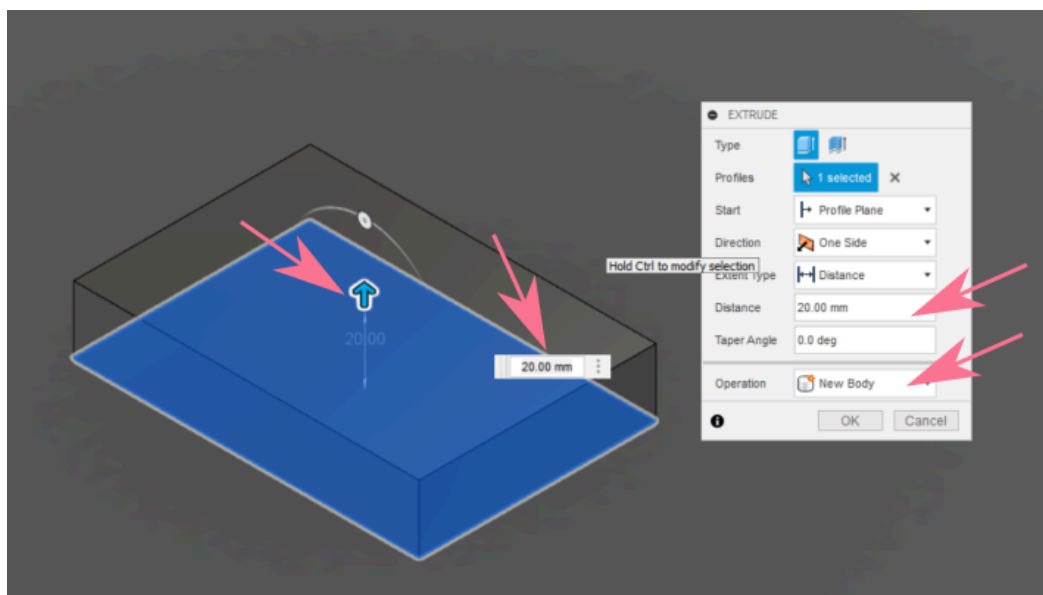 EXTRUDE
Type
Profiles 1 selected
Start Profile Plane
Direction One Side
Hold Ctrl to modify selection
Extent Type Distance
Distance 20.00 mm
Taper Angle 0.0 deg
Operation New Body
OK Cancel
20.00
20.00 mm